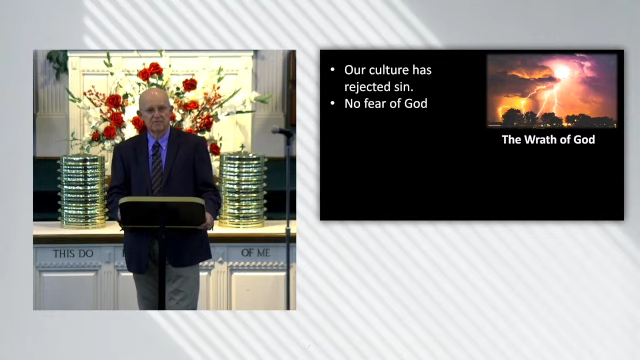 • Our culture has
rejected sin.
• No fear of God
The Wrath of God
THIS DO
OF ME